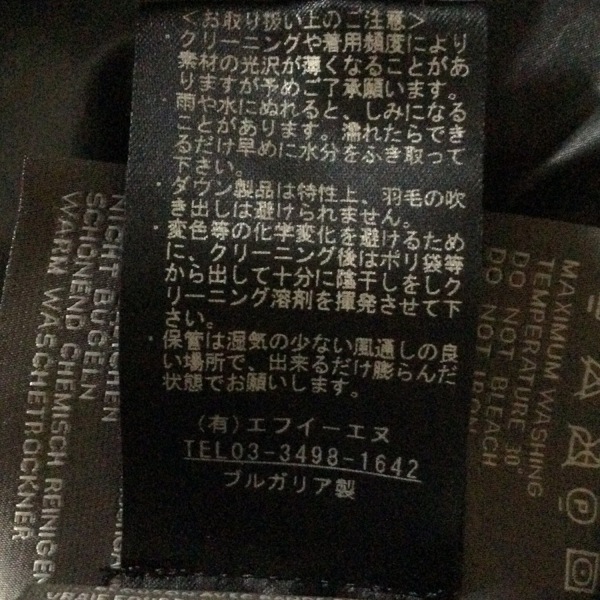 <お取り扱い上のご注意>
・クリーニングや着用頻度により
素材の光沢が薄くなることがあ
りますが予めご了承願います。
・雨や水にぬれると、しみになる
ことがあります。濡れたらでき
るだけ早めに水分をふき取って
下さい。
・ダウン製品は特性上、羽毛の吹
き出しは避けられません。
・変色等の化学変化を避けるため
に、クリーニング後はポリ袋等
から出して十分に陰干しをしク
リーニング溶剤を揮発させて下
さい。
・保管は湿気の少ない風通しの良
い場所で、出来るだけ膨らんだ
状態でお願いします。
(有)エフイーエヌ
TEL03-3498-1642
ブルガリア製
MAXIMUM WASHING
TEMPERATURE 30°
DO NOT BLEACH
DO NOT IRON
NICHT
NICHT BÜGELN
SCHONEND CHEMISCH REINIGEN
WARM WASCHETROCKNER